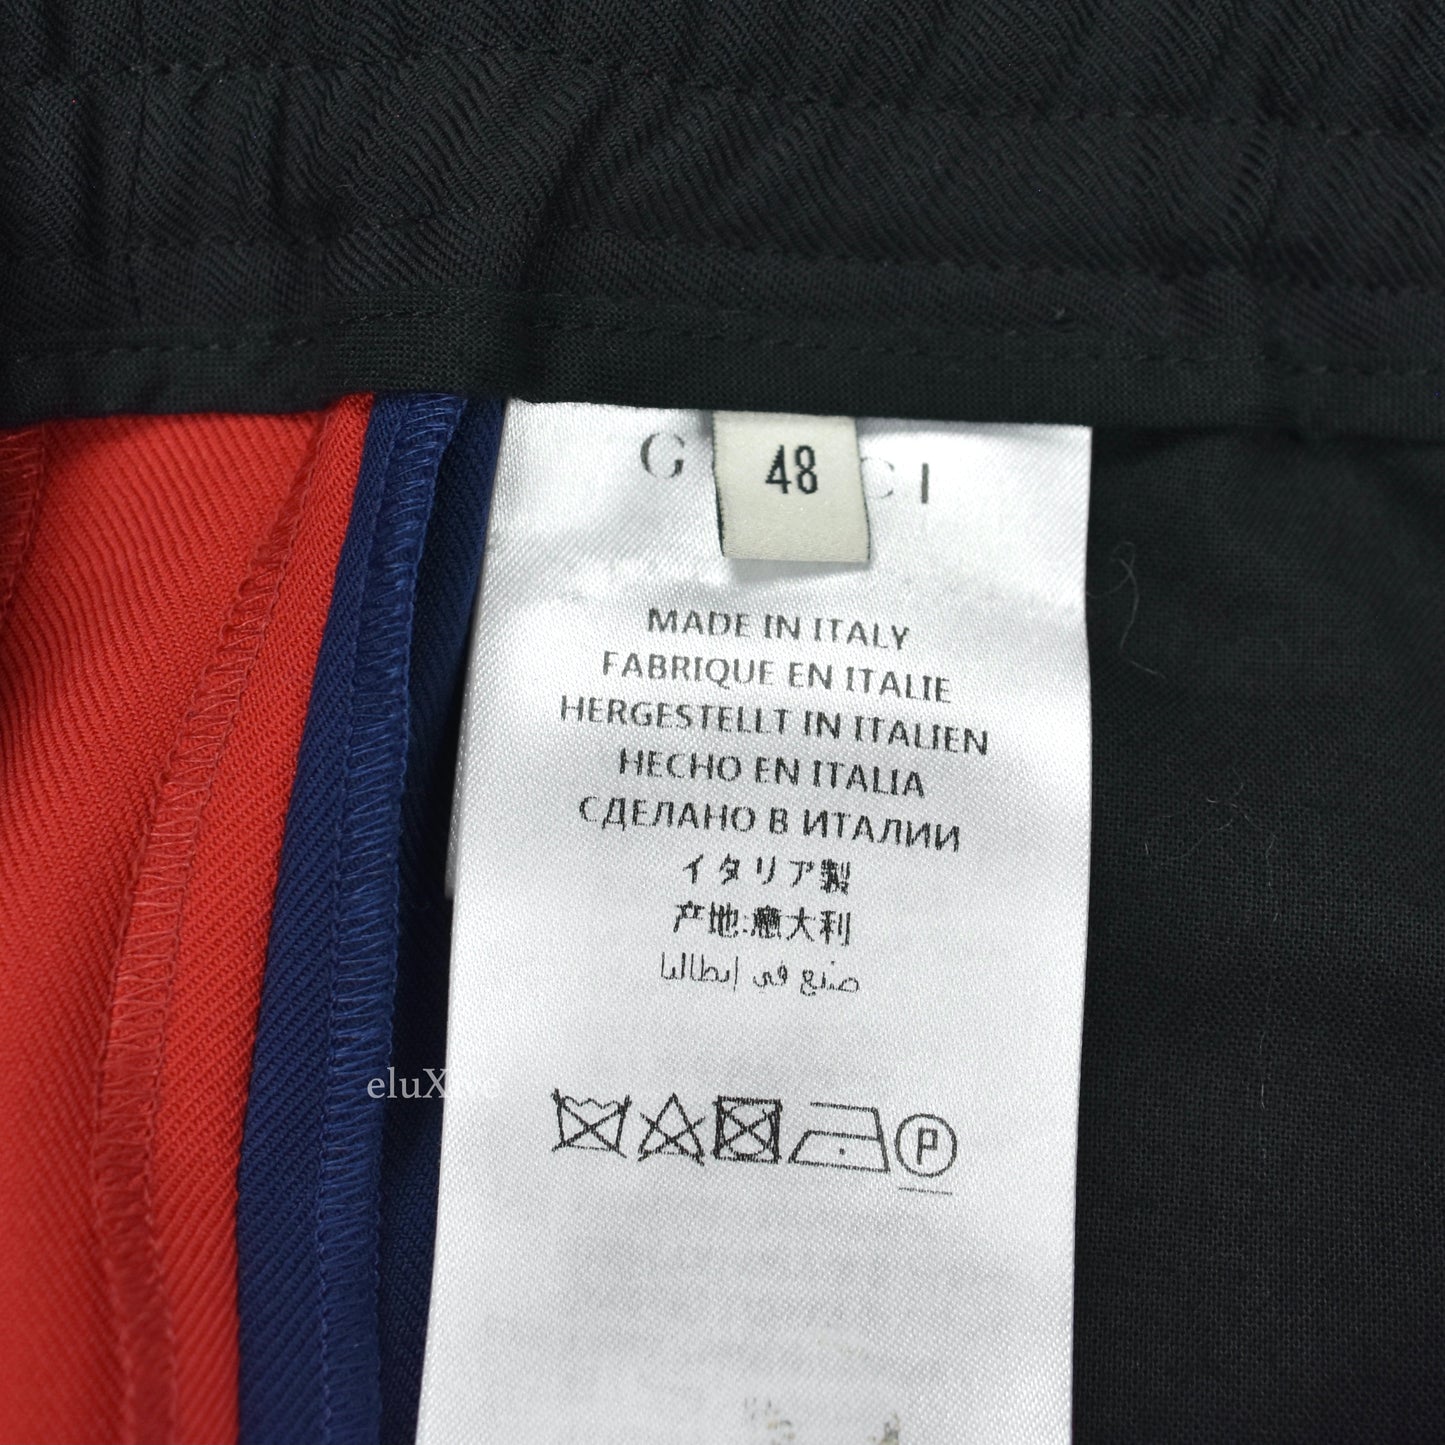 G CI
48
MADE IN ITALY
FABRIQUE EN ITALIE
HERGESTELLT IN ITALIEN
HECHO EN ITALIA
СДЕЛАНО В ИТАЛИИ
イタリア製
产地:意大利
صنع في إيطاليا
P